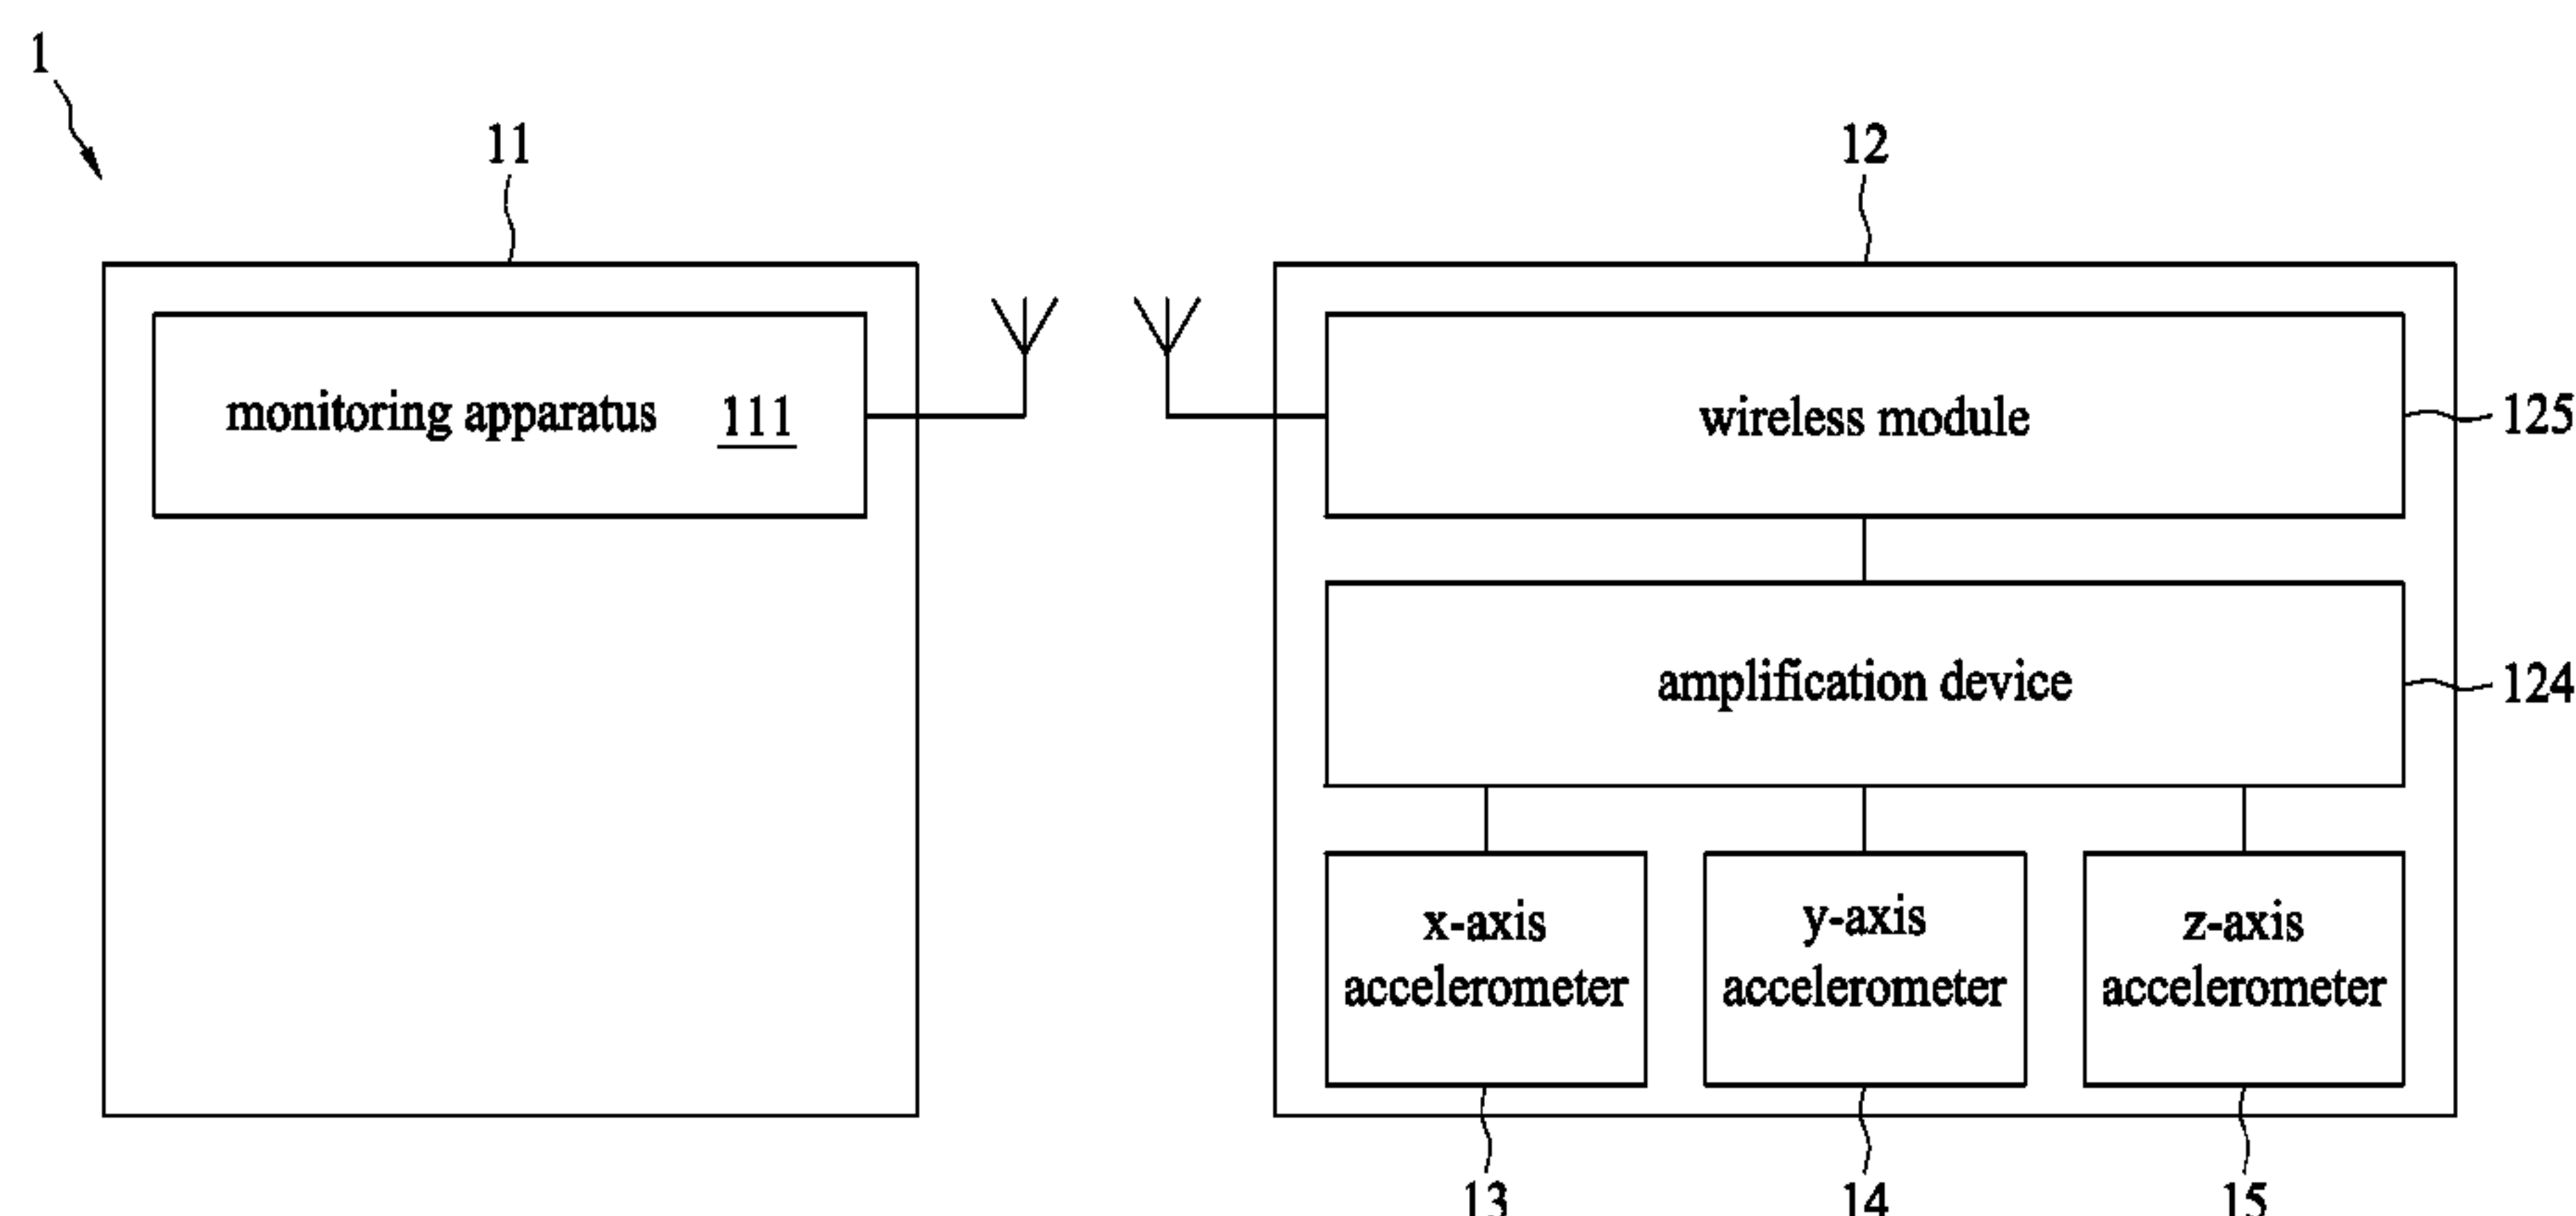 1
11
12
monitoring apparatus 111
wireless module
125
amplification device
124
x-axis
accelerometer
y-axis
accelerometer
z-axis
accelerometer
13
14
15